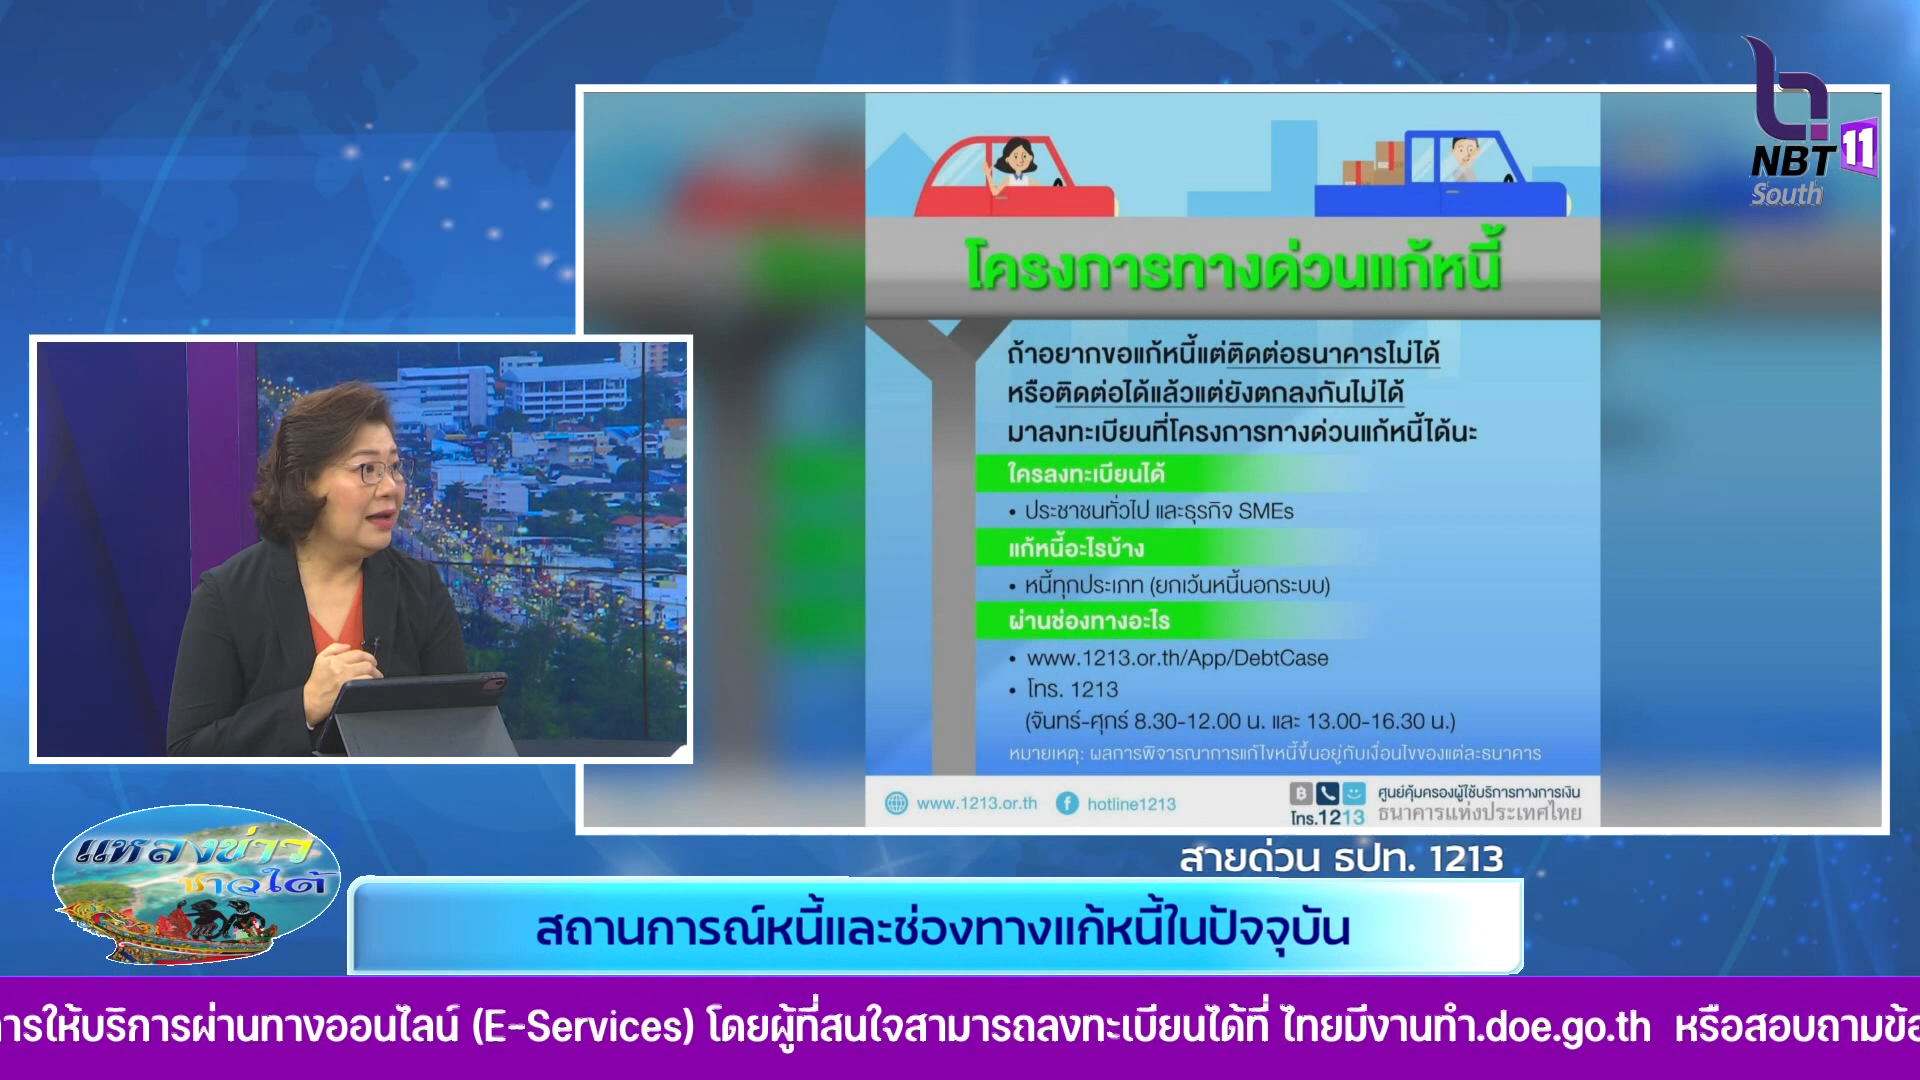 NBT 11
South
โครงการทางด่วนแก้หนี้
ถ้าอยากขอแก้หนี้แต่ติดต่อธนาคารไม่ได้
หรือติดต่อได้แล้วแต่ยังตกลงกันไม่ได้
มาลงทะเบียนที่โครงการทางด่วนแก้หนี้ได้นะ
ใครลงทะเบียนได้
• ประชาชนทั่วไป และธุรกิจ SMEs
แก้หนี้อะไรบ้าง
• หนี้ทุกประเภท (ยกเว้นหนี้นอกระบบ)
ผ่านช่องทางอะไร
• www.1213.or.th/App/DebtCase
• โทร. 1213
(จันทร์-ศุกร์ 8.30-12.00 น. และ 13.00-16.30 น.)
หมายเหตุ: ผลการพิจารณาการแก้ไขหนี้ขึ้นอยู่กับเงื่อนไขของแต่ละธนาคาร
www.1213.or.th hotline1213
โทร.1213
ศูนย์คุ้มครองผู้ใช้บริการทางการเงิน
ธนาคารแห่งประเทศไทย
สายด่วน ธปท. 1213
แหลงข่าว
ชาวใต้
สถานการณ์หนี้และช่องทางแก้หนี้ในปัจจุบัน
การให้บริการผ่านทางออนไลน์ (E-Services) โดยผู้ที่สนใจสามารถลงทะเบียนได้ที่ ไทยมีงานทำ.doe.go.th หรือสอบถามข้อ